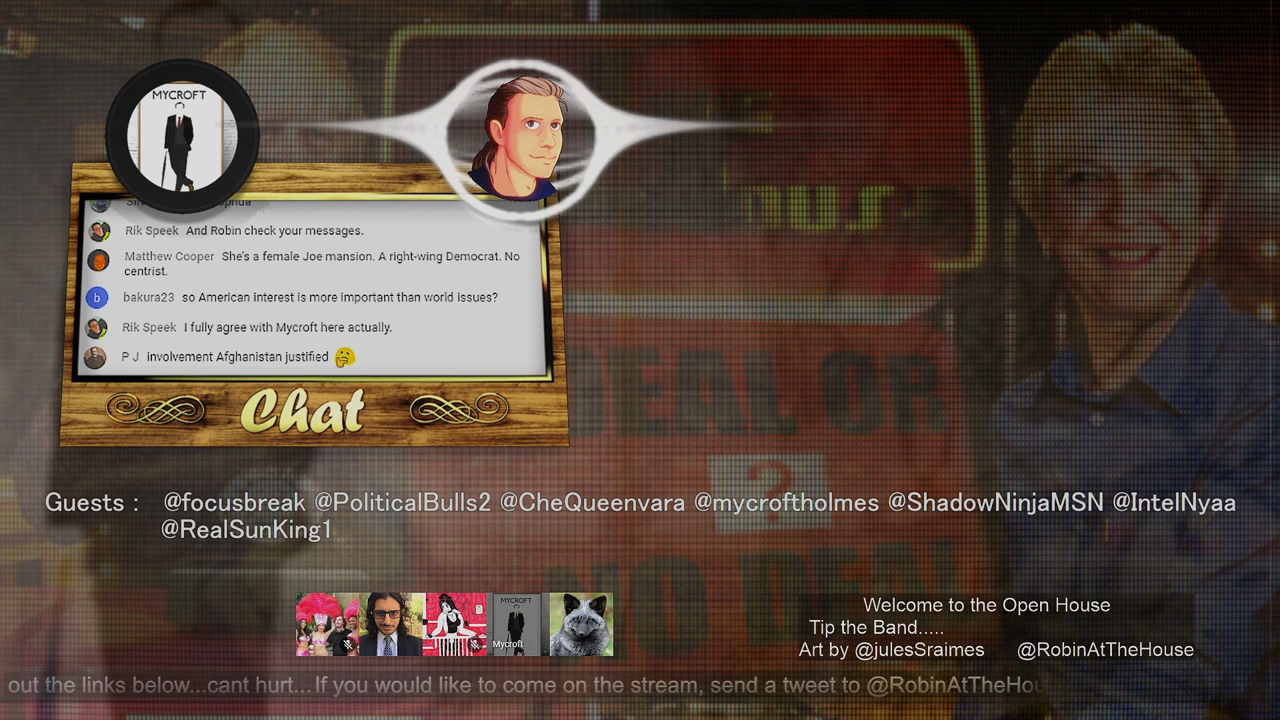 MYCROFT
Rik Speek And Robin check your messages.
Matthew Cooper She's a female Joe mansion. A right-wing Democrat. No
centrist.
b
bakura23 so American interest is more important than world issues?
Rik Speek I fully agree with Mycroft here actually.
P J involvement Afghanistan justified
Chat
DEAL OR
?
NO DEAL
Guests : @focusbreak @PoliticalBulls2 @CheQueenvara @mycroftholmes @ShadowNinjaMSN @IntelNyaa
@RealSunKing1
MYCROFT
Mycroft
Welcome to the Open House
Tip the Band.....
Art by @julesSraimes @RobinAtTheHouse
out the links below...cant hurt... If you would like to come on the stream, send a tweet to @RobinAtTheHou